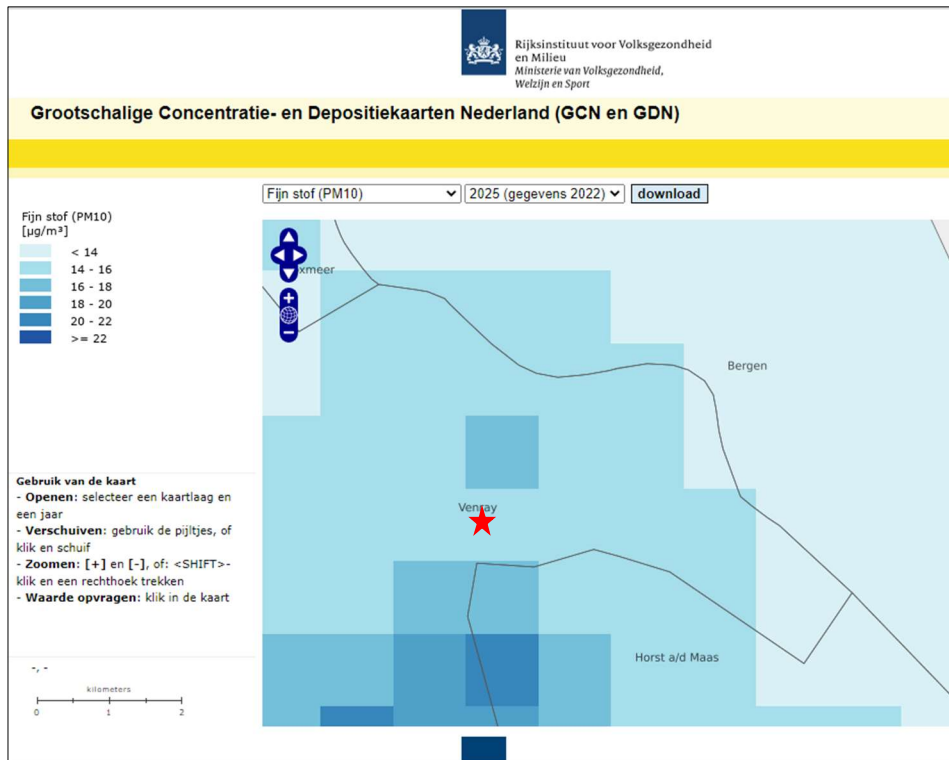 Rijksinstituut voor Volksgezondheid
en Milieu
Ministerie van Volksgezondheid,
Welzijn en Sport
Grootschalige Concentratie- en Depositiekaarten Nederland (GCN en GDN)
Fijn stof (PM10)
2025 (gegevens 2022)
download
Fijn stof (PM10)
[µg/m³]
< 14
14 - 16
16 - 18
18 - 20
20 - 22
>= 22
xmeer
Bergen
Venray
Horst a/d Maas
Gebruik van de kaart
- Openen: selecteer een kaartlaag en
een jaar
- Verschuiven: gebruik de pijltjes, of
klik en schuif
- Zoomen: [+] en [-], of: <SHIFT>-
klik en een rechthoek trekken
- Waarde opvragen: klik in de kaart
-, -
kilometers
0 1 2